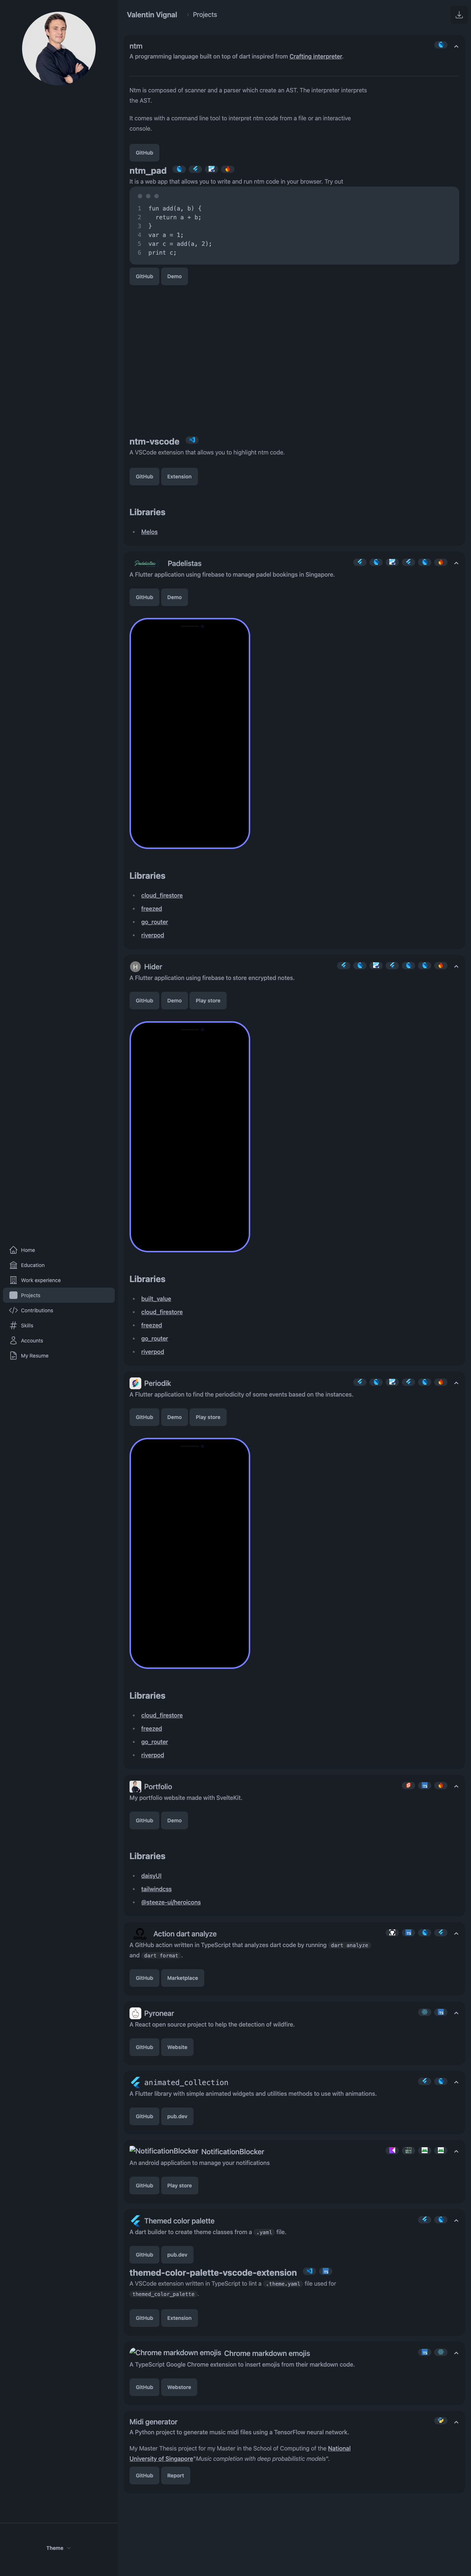 Valentin Vignal
Projects
Home
Education
Work experience
Projects
Contributions
Skills
Accounts
My Resume
Theme
ntm
A programming language built on top of dart inspired from Crafting interpreter.
Ntm is composed of scanner and a parser which create an AST. The interpreter interprets
the AST.
It comes with a command line tool to interpret ntm code from a file or an interactive
console.
GitHub
ntm_pad
It is a web app that allows you to write and run ntm code in your browser. Try out
1 fun add(a, b) {
2   return a + b;
3 }
4 var a = 1;
5 var c = add(a, 2);
6 print c;
GitHub Demo
ntm-vscode
A VSCode extension that allows you to highlight ntm code.
GitHub Extension
Libraries
Melos
Padelistas
A Flutter application using firebase to manage padel bookings in Singapore.
GitHub Demo
Libraries
cloud_firestore
freezed
go_router
riverpod
H Hider
A Flutter application using firebase to store encrypted notes.
GitHub Demo Play store
Libraries
built_value
cloud_firestore
freezed
go_router
riverpod
Periodik
A Flutter application to find the periodicity of some events based on the instances.
GitHub Demo Play store
Libraries
cloud_firestore
freezed
go_router
riverpod
Portfolio
My portfolio website made with SvelteKit.
GitHub Demo
Libraries
daisyUI
tailwindcss
@steeze-ui/heroicons
Action dart analyze
A GitHub action written in TypeScript that analyzes dart code by running dart analyze
and dart format.
GitHub Marketplace
Pyronear
A React open source project to help the detection of wildfire.
GitHub Website
animated_collection
A Flutter library with simple animated widgets and utilities methods to use with animations.
GitHub pub.dev
NotificationBlocker NotificationBlocker
An android application to manage your notifications
GitHub Play store
Themed color palette
A dart builder to create theme classes from a .yaml file.
GitHub pub.dev
themed-color-palette-vscode-extension
A VSCode extension written in TypeScript to lint a .theme.yaml file used for
themed_color_palette.
GitHub Extension
Chrome markdown emojis Chrome markdown emojis
A TypeScript Google Chrome extension to insert emojis from their markdown code.
GitHub Webstore
Midi generator
A Python project to generate music midi files using a TensorFlow neural network.
My Master Thesis project for my Master in the School of Computing of the National
University of Singapore"Music completion with deep probabilistic models".
GitHub Report